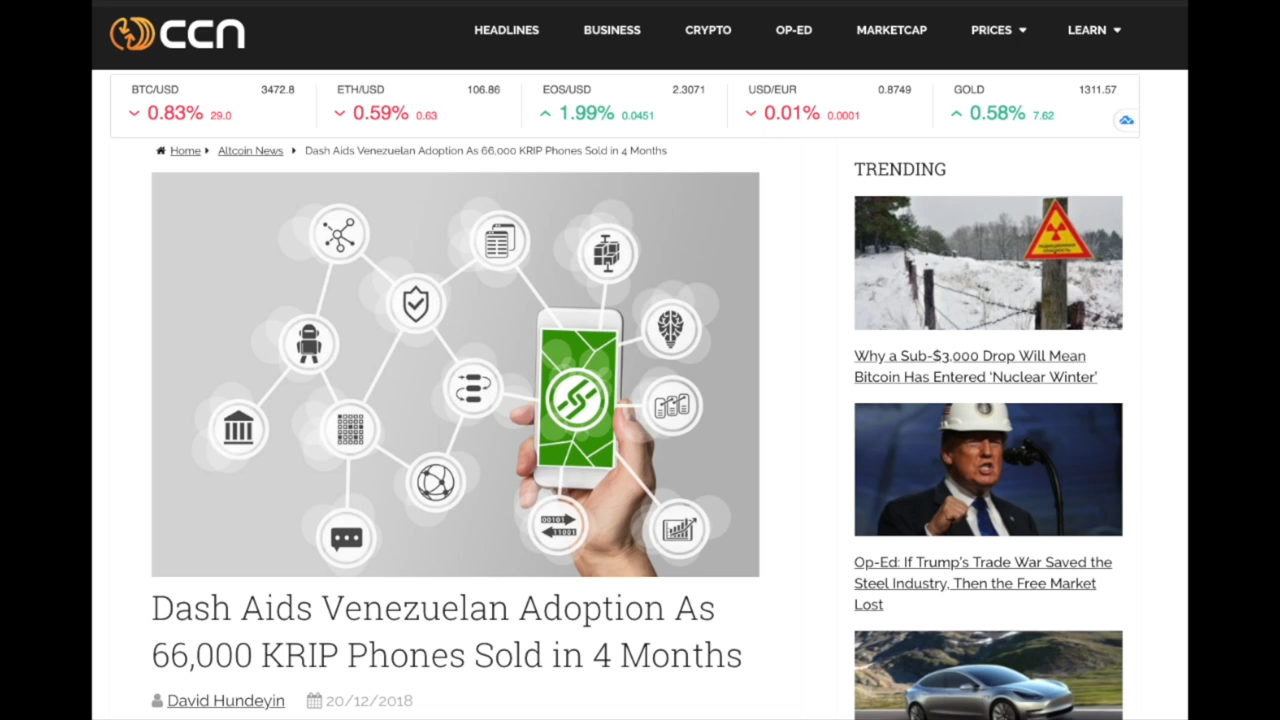 CCN
HEADLINES BUSINESS CRYPTO OP-ED MARKETCAP PRICES LEARN
BTC/USD 3472.8 ETH/USD 106.86 EOS/USD 2.3071 USD/EUR 0.8749 GOLD 1311.57
0.83% 29.0 0.59% 0.63 1.99% 0.0451 0.01% 0.0001 0.58% 7.62
Home Altcoin News Dash Aids Venezuelan Adoption As 66,000 KRIP Phones Sold in 4 Months
00101
11001
Dash Aids Venezuelan Adoption As
66,000 KRIP Phones Sold in 4 Months
David Hundeyin 20/12/2018
TRENDING
Why a Sub-$3,000 Drop Will Mean
Bitcoin Has Entered ‘Nuclear Winter’
Op-Ed: If Trump's Trade War Saved the
Steel Industry, Then the Free Market
Lost